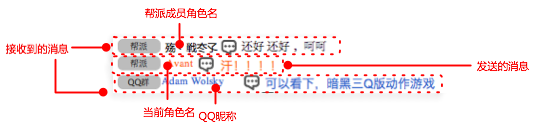 帮派成员角色名
接收到的消息
帮派 还好 还好 ，呵呵
帮派 Avant 汗！！！！
发送的消息
QQ群 Adam Wolsky 可以看下，暗黑三Q版动作游戏
当前角色名
QQ昵称